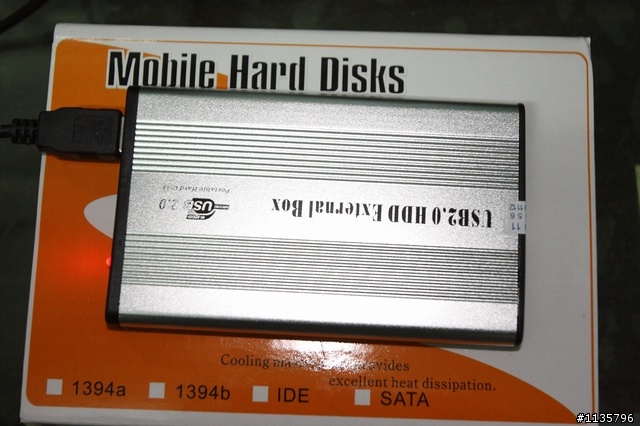 Mobile Hard Disks
USB2.0 HDD External Box
USB 2.0
Portable Hard Disk
Cooling
excellent heat dissipation.
1394a
1394b
IDE
SATA
#1135796